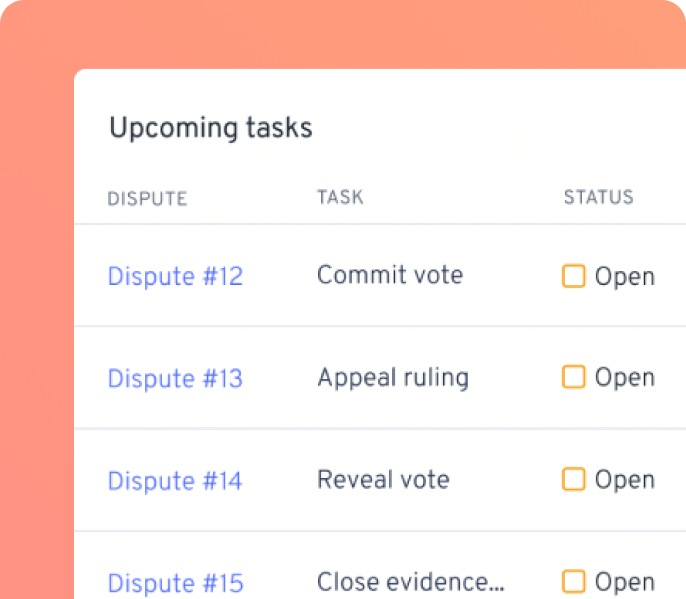 Upcoming tasks
DISPUTE TASK STATUS
Dispute #12 Commit vote Open
Dispute #13 Appeal ruling Open
Dispute #14 Reveal vote Open
Dispute #15 Close evidence... Open